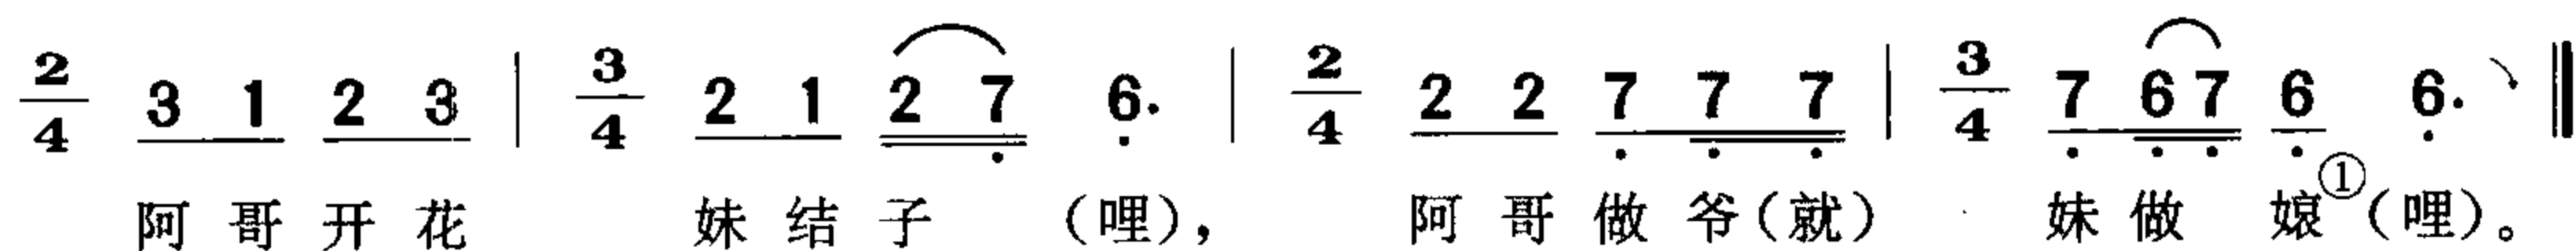 2/4 3 1 2 3 | 3/4 2 1 2 7 6. | 2/4 2 2 7 7 7 | 3/4 7 6 7 6 6. ‖
阿哥开花 妹结子 (哩)， 阿哥做爷(就) 妹做娘①(哩)。